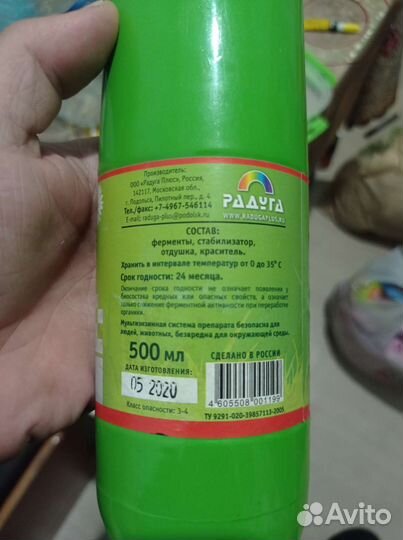 Производитель:
ООО «Радуга Плюс», Россия,
142117, Московская обл.,
г. Подольск, Пилотный пер., д. 4
Тел./факс: +7-4967-546114
E-mail: raduga-plus@podolsk.ru
РАДУГА
WWW.RADUGAPLUS.RU
СОСТАВ:
ферменты, стабилизатор,
отдушка, краситель.
Хранить в интервале температур от 0 до 35° С
Срок годности: 24 месяца.
Окончание срока годности не означает появления у
биосостава вредных или опасных свойств, а означает
только снижение ферментной активности при переработке
органики.
Мультиэнзимная система препарата безопасна для
людей, животных, безвредна для окружающей среды.
500 мл
СДЕЛАНО В РОССИИ
ДАТА ИЗГОТОВЛЕНИЯ:
05 2020
4 605508 001199
Класс опасности: 3-4
ТУ 9291-020-39857113-2005
Avito